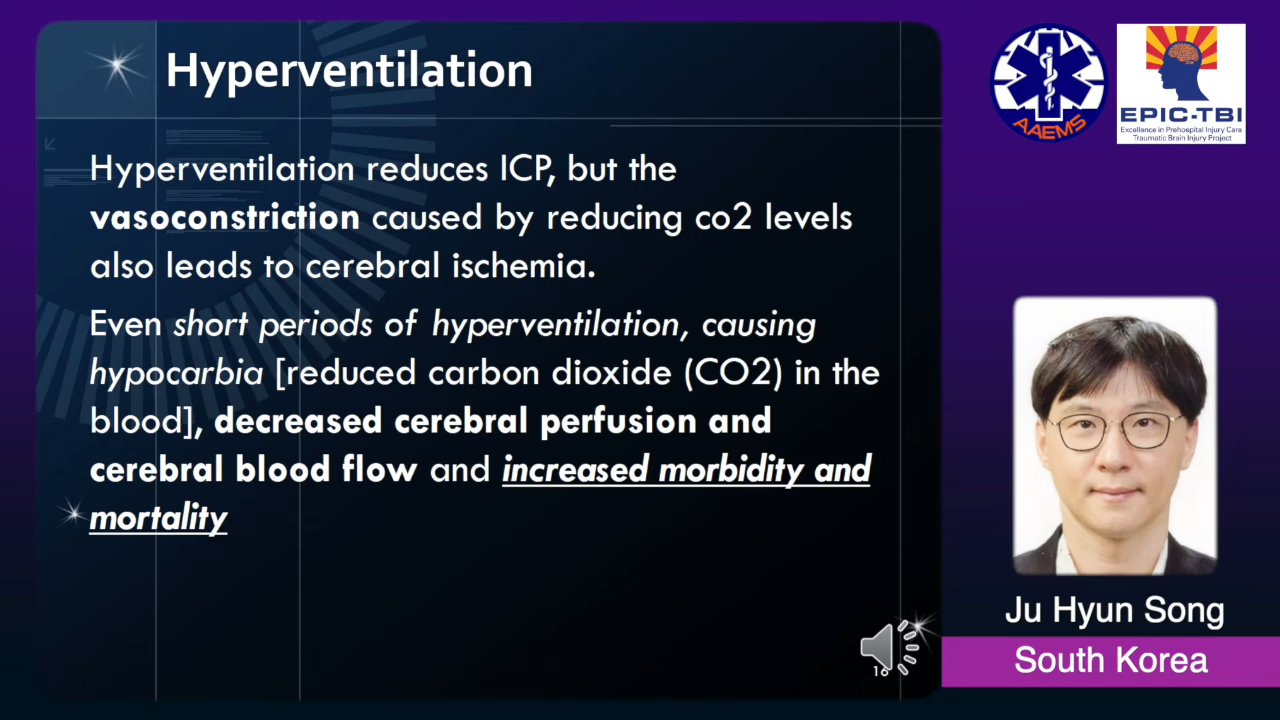 Hyperventilation
Hyperventilation reduces ICP, but the
vasoconstriction caused by reducing co2 levels
also leads to cerebral ischemia.
Even short periods of hyperventilation, causing
hypocarbia [reduced carbon dioxide (CO2) in the
blood], decreased cerebral perfusion and
cerebral blood flow and increased morbidity and
mortality
16
AAEMS
EPIC-TBI
Excellence in Prehospital Injury Care
Traumatic Brain Injury Project
Ju Hyun Song
South Korea